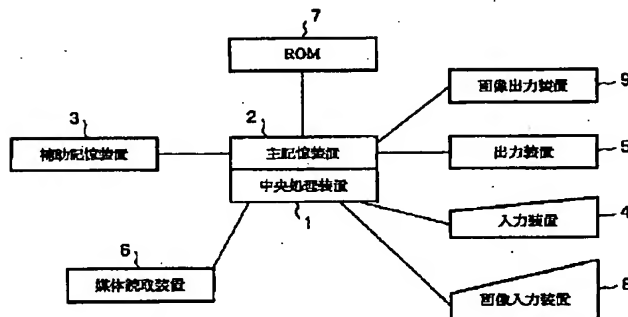 7
ROM
9
画像出力装置
3
2
5
補助記憶装置
主記憶装置
出力装置
中央処理装置
4
1
入力装置
6
媒体読取装置
8
画像入力装置